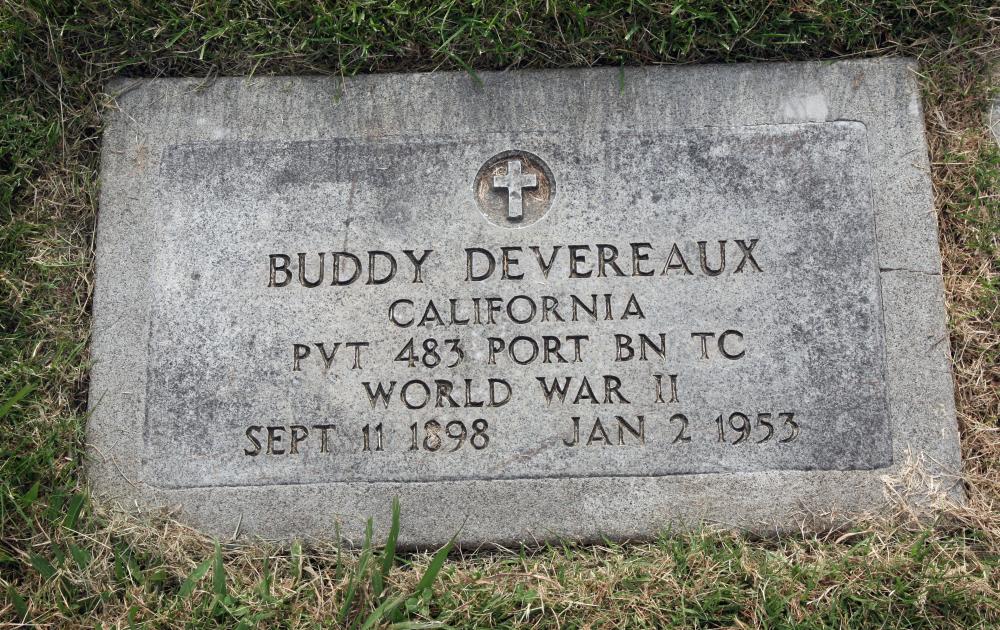 BUDDY DEVEREAUX
CALIFORNIA
PVT 483 PORT BN TC
WORLD WAR II
SEPT 11 1898 JAN 2 1953